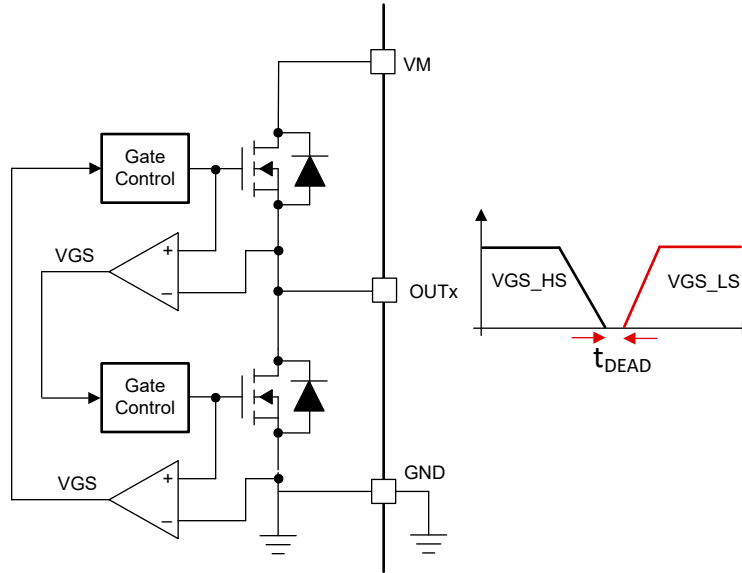 VM
Gate
Control
+
VGS
−
OUTx
VGS_HS
VGS_LS
tDEAD
Gate
Control
GND
VGS
+
−